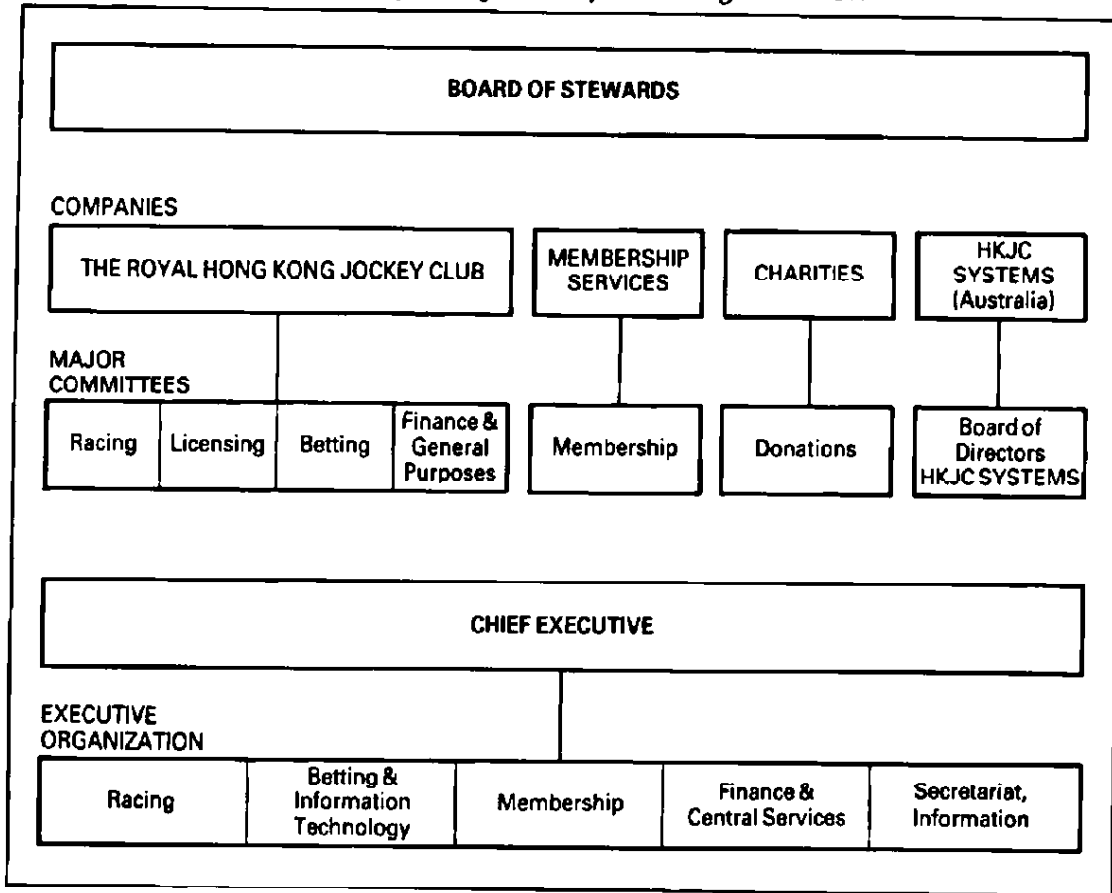 BOARD OF STEWARDS
COMPANIES
THE ROYAL HONG KONG JOCKEY CLUB
MEMBERSHIP
SERVICES
CHARITIES
HKJC
SYSTEMS
(Australia)
MAJOR
COMMITTEES
Racing
Licensing
Betting
Finance &
General
Purposes
Membership
Donations
Board of
Directors
HKJC SYSTEMS
CHIEF EXECUTIVE
EXECUTIVE
ORGANIZATION
Racing
Betting &
Information
Technology
Membership
Finance &
Central Services
Secretariat,
Information